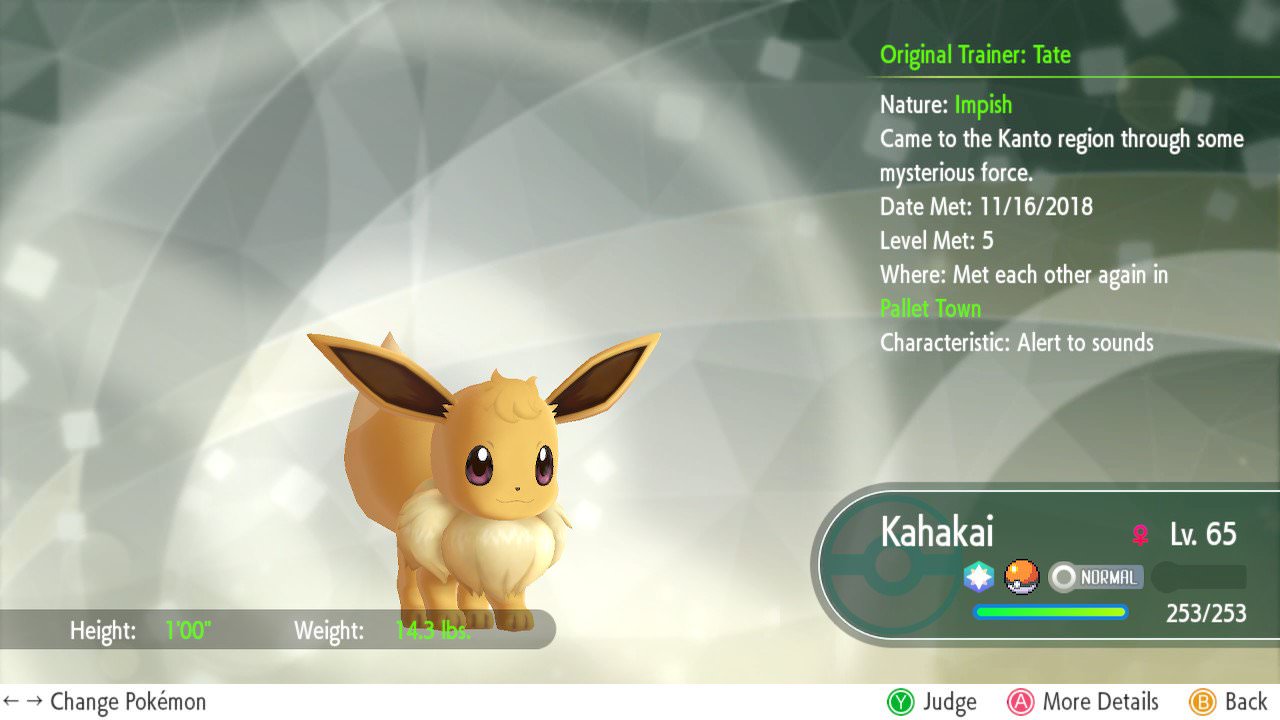 Original Trainer: Tate
Nature: Impish
Came to the Kanto region through some
mysterious force.
Date Met: 11/16/2018
Level Met: 5
Where: Met each other again in
Pallet Town
Characteristic: Alert to sounds
Kahakai ♀ Lv. 65
NORMAL
253/253
Height: 1'00" Weight: 14.3 lbs.
← → Change Pokémon Y Judge A More Details B Back